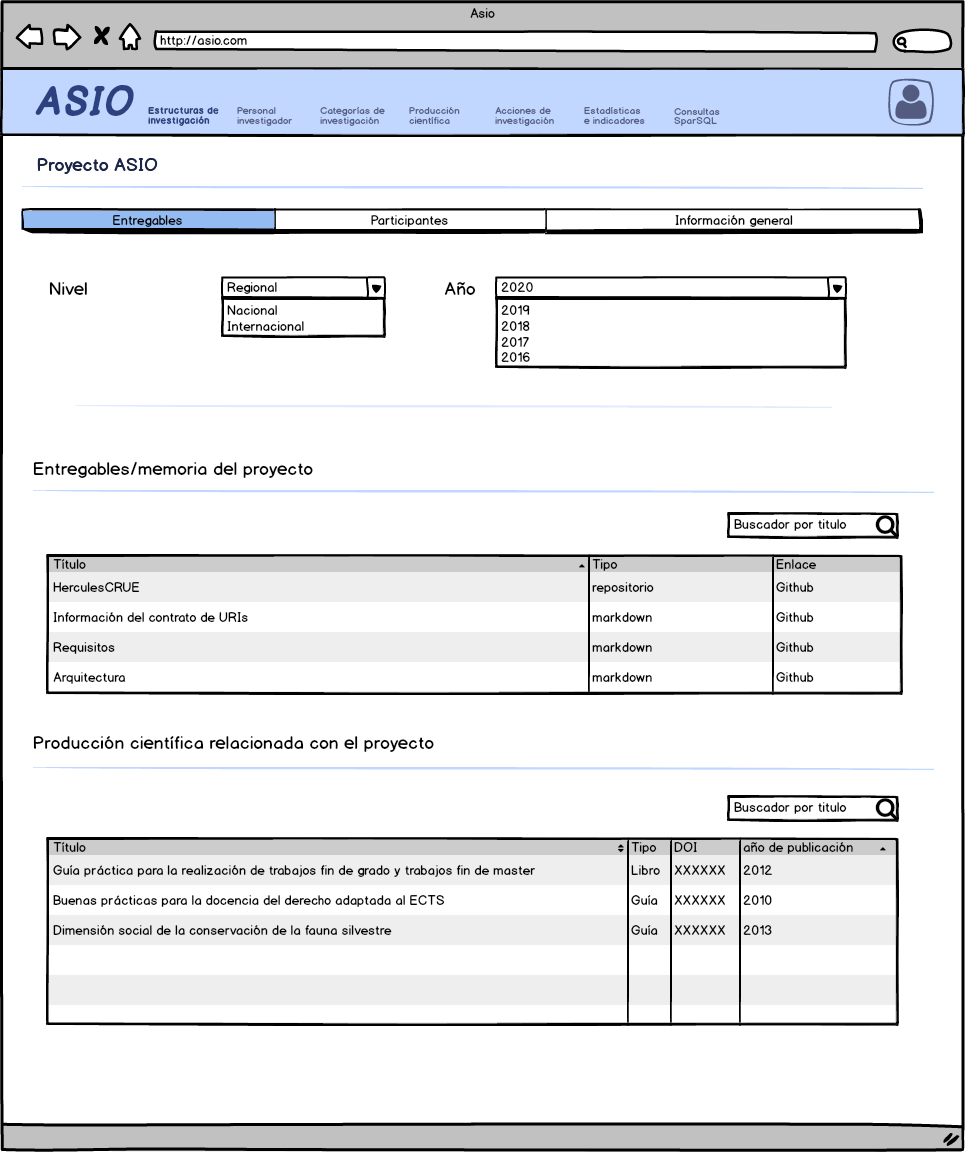 Asio
http://asio.com
ASIO
Estructuras de investigación
Personal investigador
Categorías de investigación
Producción científica
Acciones de investigación
Estadísticas e indicadores
Consultas SparSQL
Proyecto ASIO
Entregables Participantes Información general
Nivel Regional Año 2020
Nacional 2019
Internacional 2018
2017
2016
Entregables/memoria del proyecto
Buscador por titulo
Título Tipo Enlace
HerculesCRUE repositorio Github
Información del contrato de URIs markdown Github
Requisitos markdown Github
Arquitectura markdown Github
Producción científica relacionada con el proyecto
Buscador por titulo
Título Tipo DOI año de publicación
Guía práctica para la realización de trabajos fin de grado y trabajos fin de master Libro XXXXXX 2012
Buenas prácticas para la docencia del derecho adaptada al ECTS Guía XXXXXX 2010
Dimensión social de la conservación de la fauna silvestre Guía XXXXXX 2013